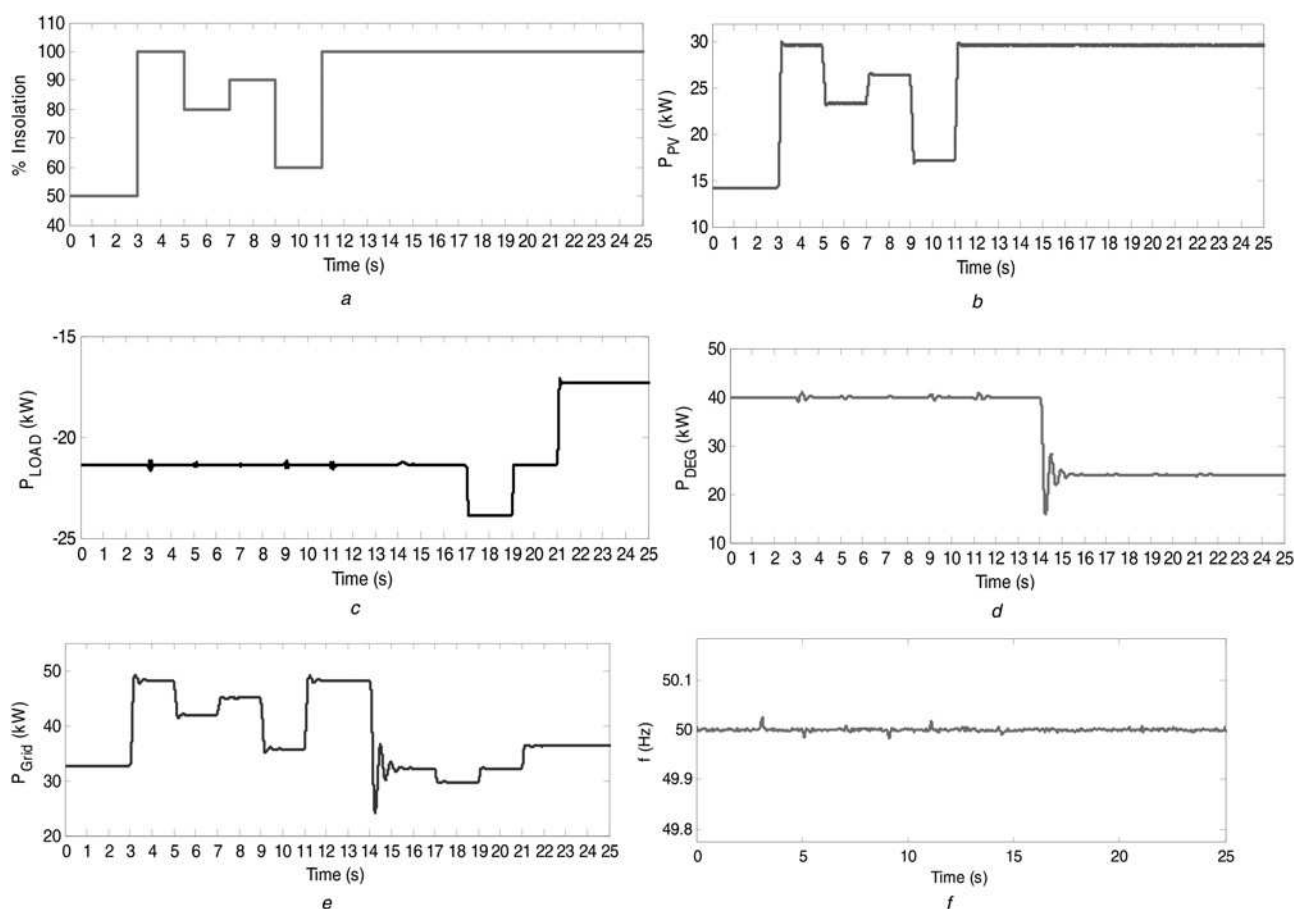 110
100
90
80
70
60
50
40
% Insolation
0 1 2 3 4 5 6 7 8 9 10 11 12 13 14 15 16 17 18 19 20 21 22 23 24 25
Time (s)
a
30
25
20
15
10
P_PV (kW)
0 1 2 3 4 5 6 7 8 9 10 11 12 13 14 15 16 17 18 19 20 21 22 23 24 25
Time (s)
b
-15
-20
-25
P_LOAD (kW)
0 1 2 3 4 5 6 7 8 9 10 11 12 13 14 15 16 17 18 19 20 21 22 23 24 25
Time (s)
c
50
40
30
20
10
P_DEG (kW)
0 1 2 3 4 5 6 7 8 9 10 11 12 13 14 15 16 17 18 19 20 21 22 23 24 25
Time (s)
d
50
40
30
20
P_Grid (kW)
0 1 2 3 4 5 6 7 8 9 10 11 12 13 14 15 16 17 18 19 20 21 22 23 24 25
Time (s)
e
50.1
50
49.9
49.8
f (Hz)
0 5 10 15 20 25
Time (s)
f